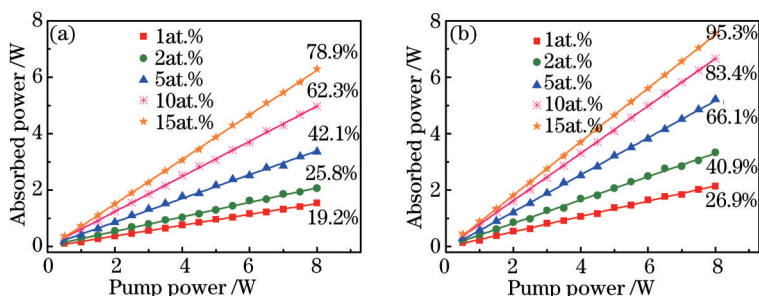 (a)
1at.%
2at.%
5at.%
10at.%
15at.%
78.9%
62.3%
42.1%
25.8%
19.2%
8
6
4
2
0
0 2 4 6 8
Absorbed power /W
Pump power /W
(b)
1at.%
2at.%
5at.%
10at.%
15at.%
95.3%
83.4%
66.1%
40.9%
26.9%
8
6
4
2
0
0 2 4 6 8
Absorbed power /W
Pump power /W